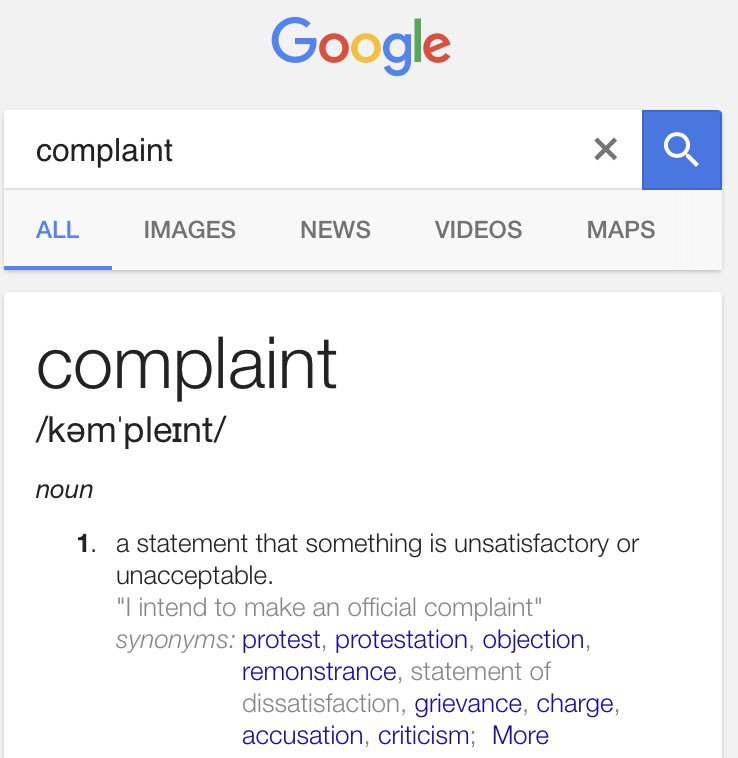 Google
complaint
ALL IMAGES NEWS VIDEOS MAPS
complaint
/kəmˈpleɪnt/
noun
1. a statement that something is unsatisfactory or
unacceptable.
"I intend to make an official complaint"
synonyms: protest, protestation, objection,
remonstrance, statement of
dissatisfaction, grievance, charge,
accusation, criticism; More